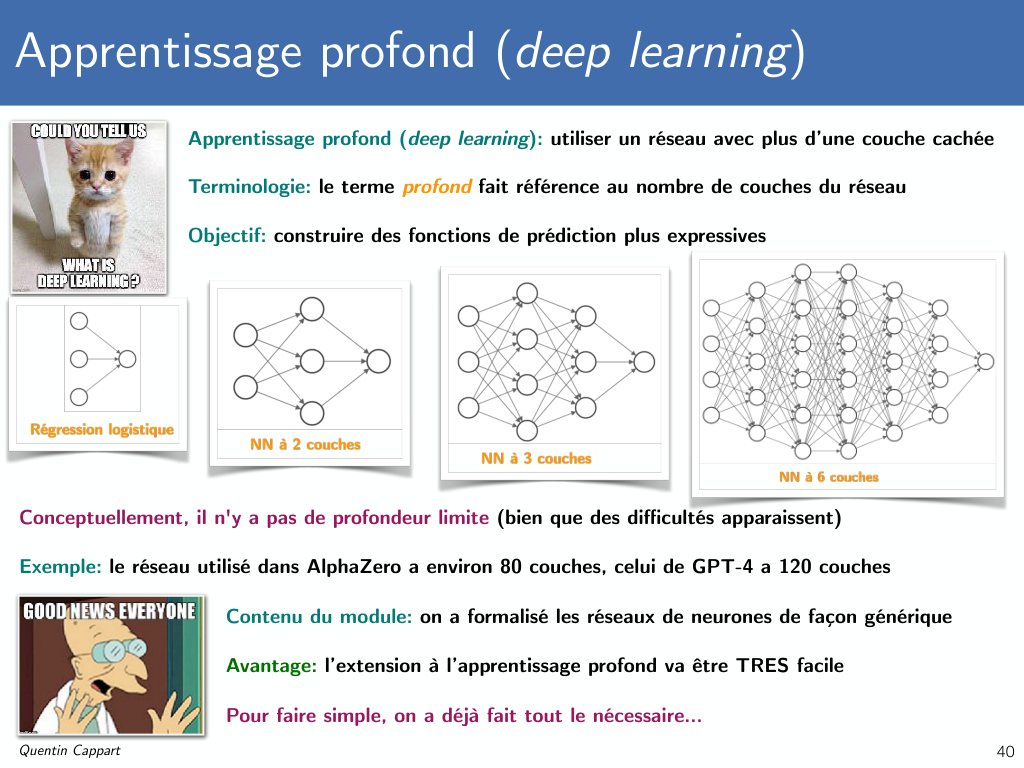 Apprentissage profond (deep learning)
COULD YOU TELL US
WHAT IS
DEEP LEARNING ?
Apprentissage profond (deep learning): utiliser un réseau avec plus d'une couche cachée
Terminologie: le terme profond fait référence au nombre de couches du réseau
Objectif: construire des fonctions de prédiction plus expressives
Régression logistique
NN à 2 couches
NN à 3 couches
NN à 6 couches
Conceptuellement, il n'y a pas de profondeur limite (bien que des difficultés apparaissent)
Exemple: le réseau utilisé dans AlphaZero a environ 80 couches, celui de GPT-4 a 120 couches
GOOD NEWS EVERYONE
Contenu du module: on a formalisé les réseaux de neurones de façon générique
Avantage: l'extension à l'apprentissage profond va être TRES facile
Pour faire simple, on a déjà fait tout le nécessaire...
Quentin Cappart
40